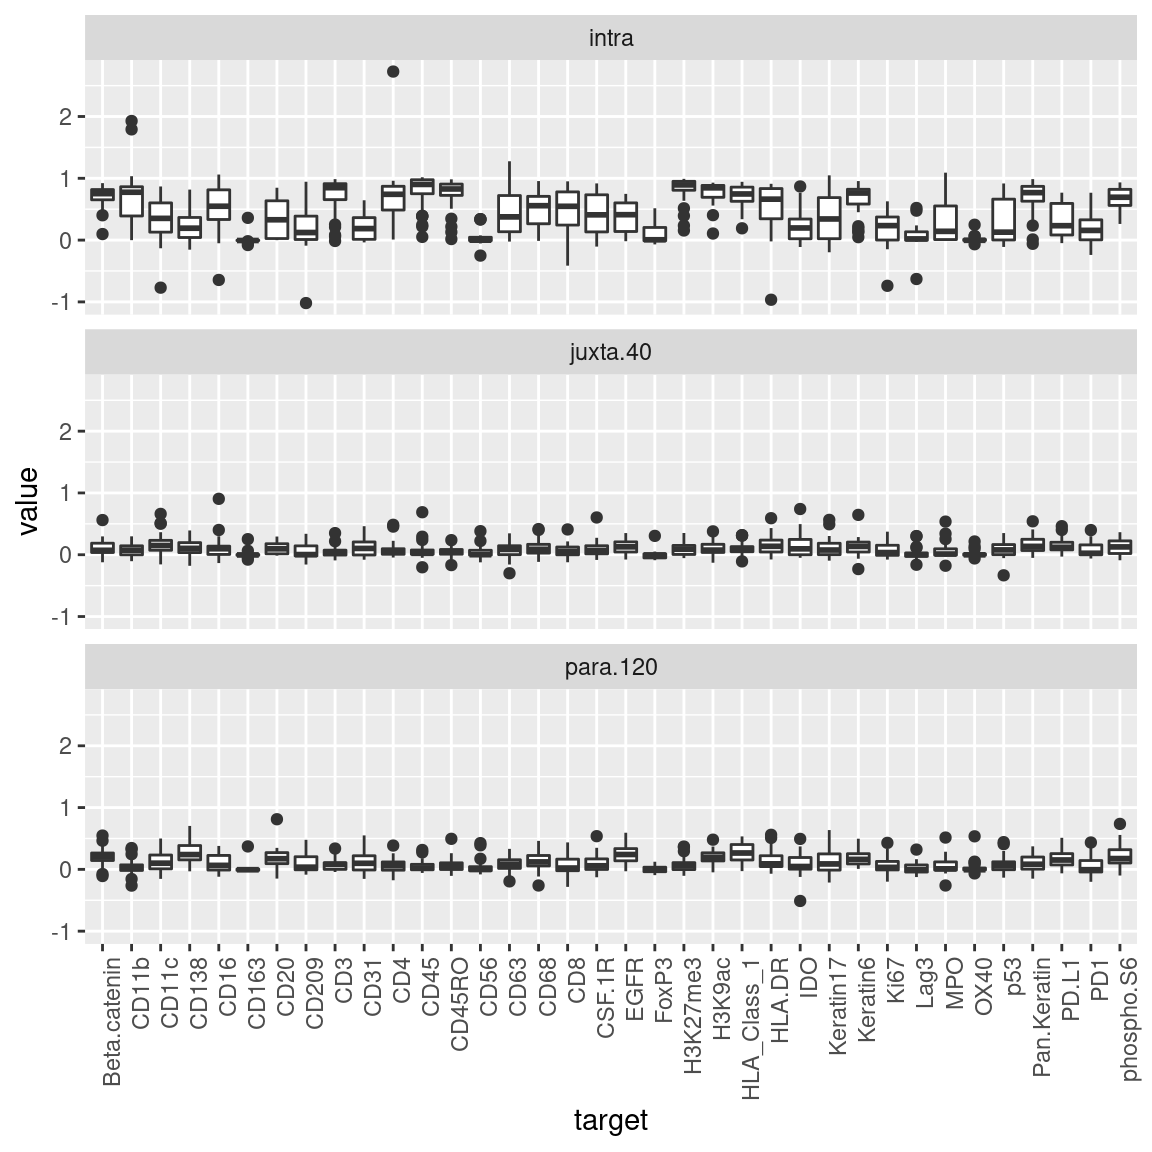 intra
2
1
0
-1
juxta.40
2
1
0
-1
para.120
2
1
0
-1
value
Beta.catenin
CD11b
CD11c
CD138
CD16
CD163
CD20
CD209
CD3
CD31
CD4
CD45
CD45RO
CD56
CD63
CD68
CD8
CSF.1R
EGFR
FoxP3
H3K27me3
H3K9ac
HLA_Class_1
HLA.DR
IDO
Keratin17
Keratin6
Ki67
Lag3
MPO
OX40
p53
Pan.Keratin
PD.L1
PD1
phospho.S6
target